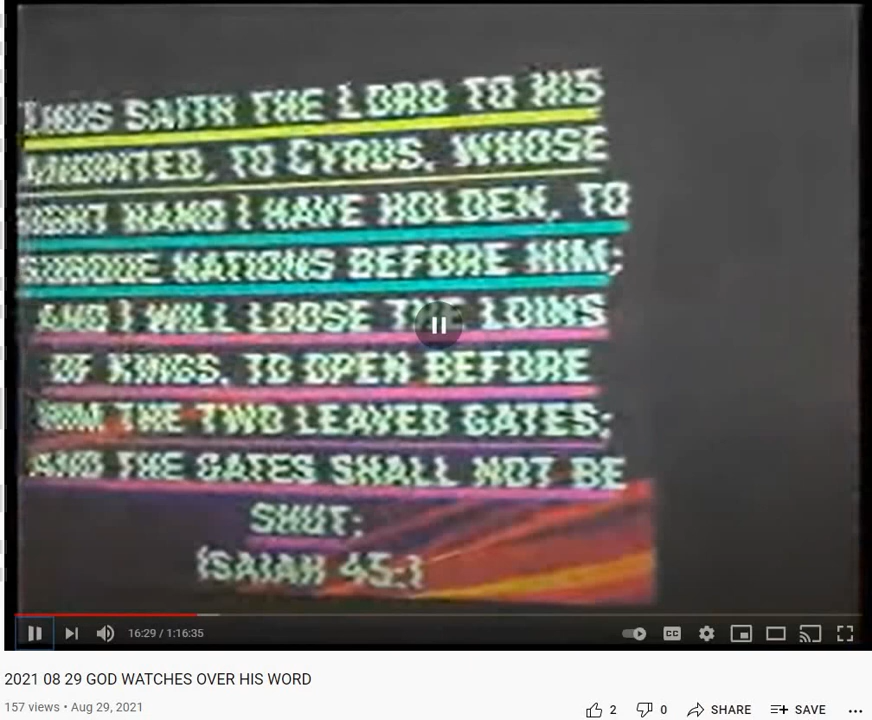 THUS SAITH THE LORD TO HIS
ANOINTED, TO CYRUS, WHOSE
RIGHT HAND I HAVE HOLDEN, TO
SUBDUE NATIONS BEFORE HIM;
AND I WILL LOOSE THE LOINS
OF KINGS, TO OPEN BEFORE
HIM THE TWO LEAVED GATES;
AND THE GATES SHALL NOT BE
SHUT;
ISAIAH 45:1
16:29 / 1:16:35
CC
2021 08 29 GOD WATCHES OVER HIS WORD
157 views • Aug 29, 2021
2 0 SHARE SAVE